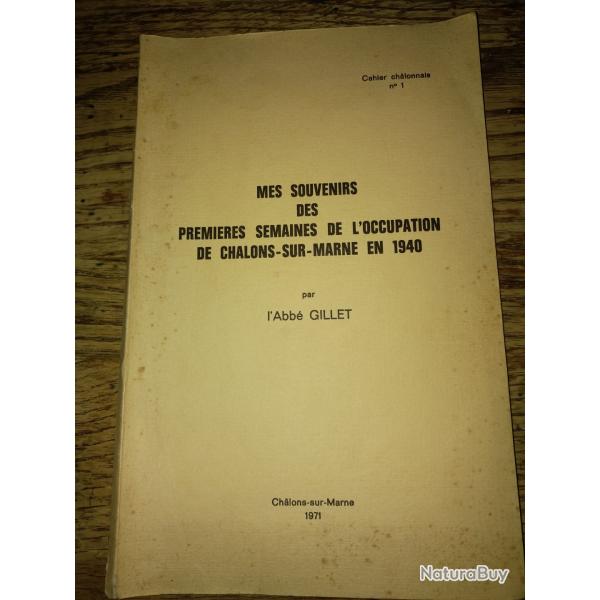 Cahier châlonnais
n° 1
MES SOUVENIRS
DES
PREMIERES SEMAINES DE L'OCCUPATION
DE CHALONS-SUR-MARNE EN 1940
par
l'Abbé GILLET
Châlons-sur-Marne
1971
NaturaBuy